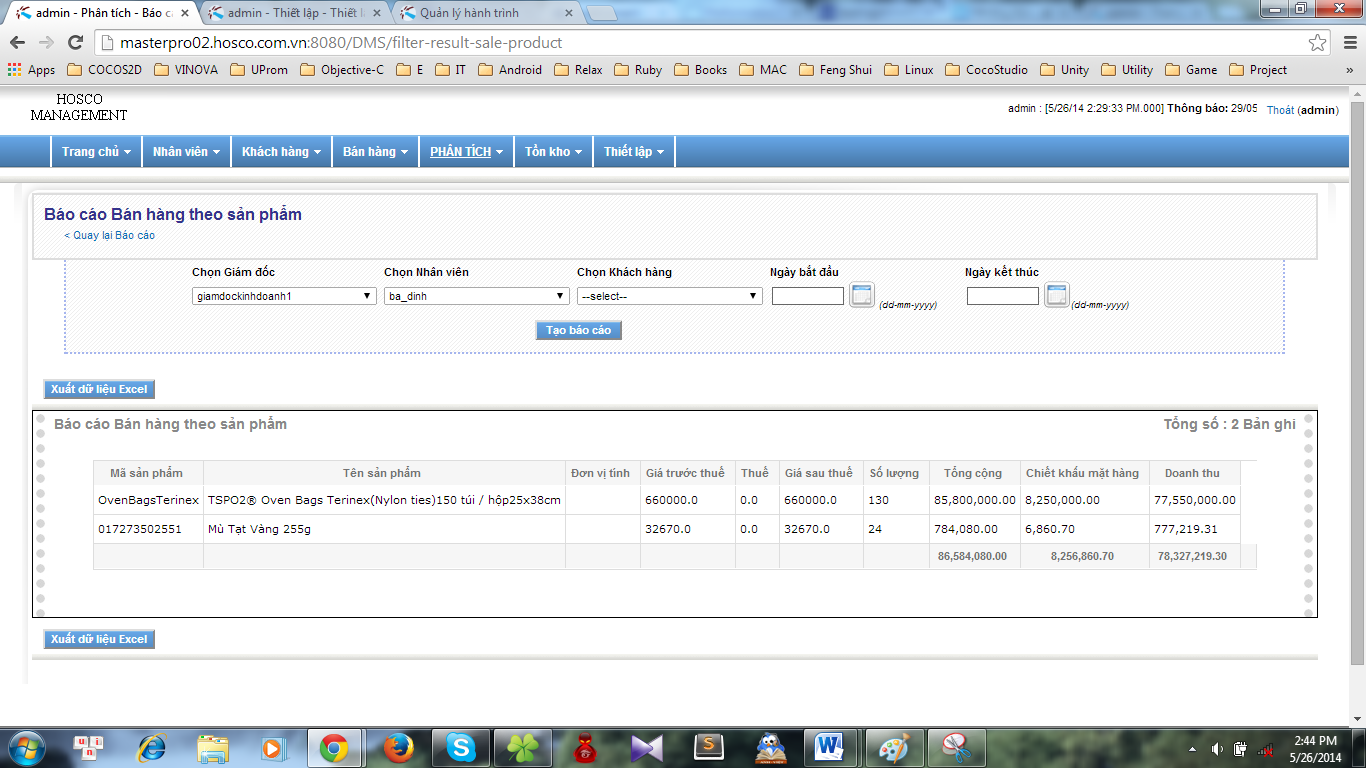 admin - Phân tích - Báo c
admin - Thiết lập - Thiết l
Quản lý hành trình
masterpro02.hosco.com.vn:8080/DMS/filter-result-sale-product
Apps COCOS2D VINOVA UProm Objective-C E IT Android Relax Ruby Books MAC Feng Shui Linux CocoStudio Unity Utility Game Project »
HOSCO
MANAGEMENT
admin : [5/26/14 2:29:33 PM.000] Thông báo: 29/05 Thoát (admin)
Trang chủ Nhân viên Khách hàng Bán hàng PHÂN TÍCH Tồn kho Thiết lập
Báo cáo Bán hàng theo sản phẩm
< Quay lại Báo cáo
Chọn Giám đốc Chọn Nhân viên Chọn Khách hàng Ngày bắt đầu Ngày kết thúc
giamdockinhdoanh1 ba_dinh --select-- (dd-mm-yyyy) (dd-mm-yyyy)
Tạo báo cáo
Xuất dữ liệu Excel
Báo cáo Bán hàng theo sản phẩm Tổng số : 2 Bản ghi
Mã sản phẩm Tên sản phẩm Đơn vị tính Giá trước thuế Thuế Giá sau thuế Số lượng Tổng cộng Chiết khấu mặt hàng Doanh thu
OvenBagsTerinex TSPO2® Oven Bags Terinex(Nylon ties)150 túi / hộp25x38cm 660000.0 0.0 660000.0 130 85,800,000.00 8,250,000.00 77,550,000.00
017273502551 Mù Tạt Vàng 255g 32670.0 0.0 32670.0 24 784,080.00 6,860.70 777,219.31
86,584,080.00 8,256,860.70 78,327,219.30
Xuất dữ liệu Excel
2:44 PM
5/26/2014